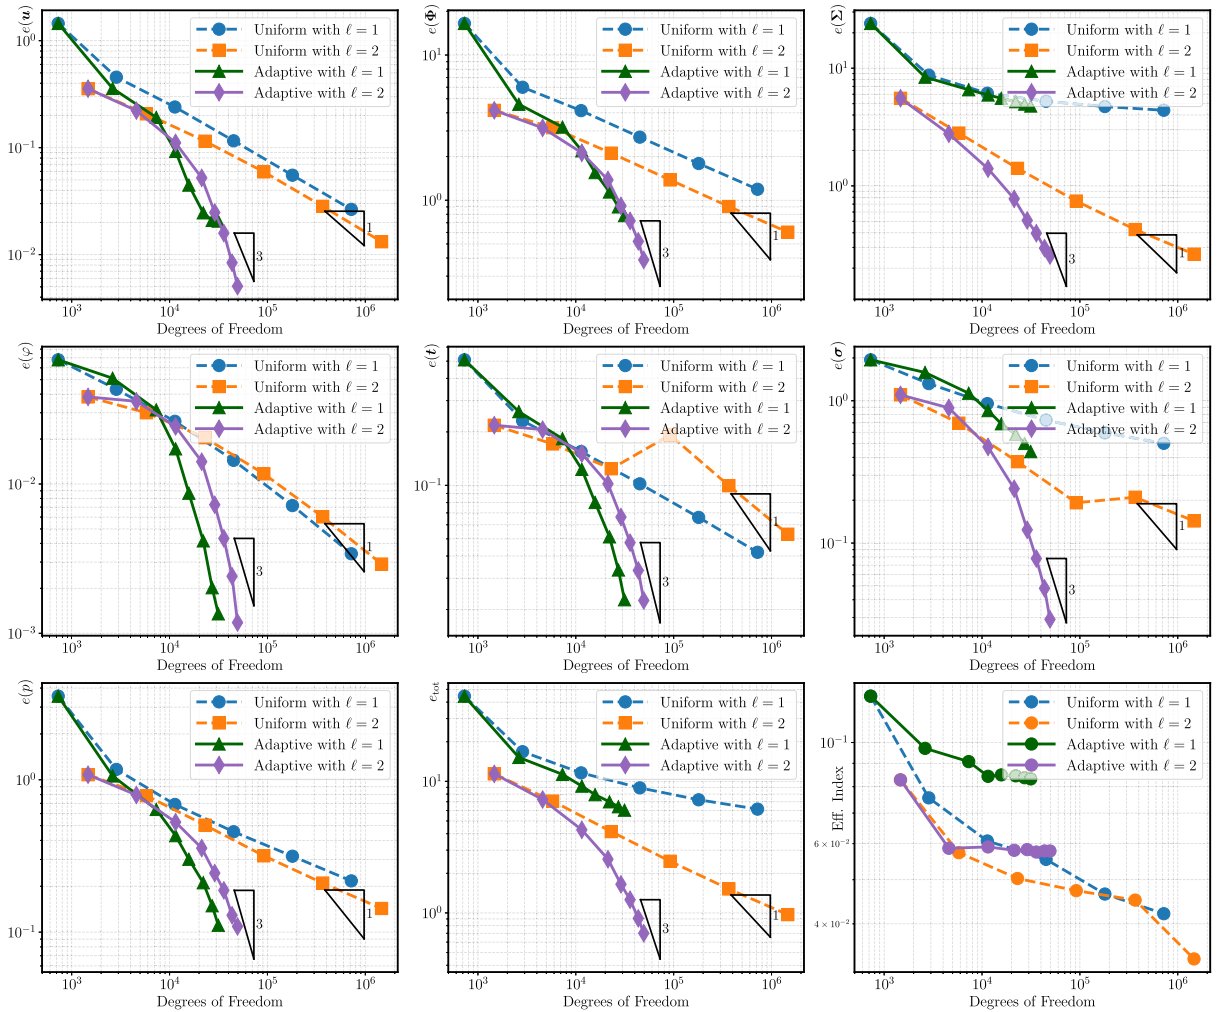 e(u)
10⁰
10⁻¹
10⁻²
Uniform with ℓ = 1
Uniform with ℓ = 2
Adaptive with ℓ = 1
Adaptive with ℓ = 2
1
3
10³ 10⁴ 10⁵ 10⁶
Degrees of Freedom
e(Φ)
10¹
10⁰
Uniform with ℓ = 1
Uniform with ℓ = 2
Adaptive with ℓ = 1
Adaptive with ℓ = 2
1
3
10³ 10⁴ 10⁵ 10⁶
Degrees of Freedom
e(Σ)
10¹
10⁰
Uniform with ℓ = 1
Uniform with ℓ = 2
Adaptive with ℓ = 1
Adaptive with ℓ = 2
1
3
10³ 10⁴ 10⁵ 10⁶
Degrees of Freedom
e(φ)
10⁻²
10⁻³
Uniform with ℓ = 1
Uniform with ℓ = 2
Adaptive with ℓ = 1
Adaptive with ℓ = 2
1
3
10³ 10⁴ 10⁵ 10⁶
Degrees of Freedom
e(t)
10⁻¹
Uniform with ℓ = 1
Uniform with ℓ = 2
Adaptive with ℓ = 1
Adaptive with ℓ = 2
1
3
10³ 10⁴ 10⁵ 10⁶
Degrees of Freedom
e(σ)
10⁰
10⁻¹
Uniform with ℓ = 1
Uniform with ℓ = 2
Adaptive with ℓ = 1
Adaptive with ℓ = 2
1
3
10³ 10⁴ 10⁵ 10⁶
Degrees of Freedom
e(p)
10⁰
10⁻¹
Uniform with ℓ = 1
Uniform with ℓ = 2
Adaptive with ℓ = 1
Adaptive with ℓ = 2
1
3
10³ 10⁴ 10⁵ 10⁶
Degrees of Freedom
e_tot
10¹
10⁰
Uniform with ℓ = 1
Uniform with ℓ = 2
Adaptive with ℓ = 1
Adaptive with ℓ = 2
1
3
10³ 10⁴ 10⁵ 10⁶
Degrees of Freedom
Eff. Index
10⁻¹
6 × 10⁻²
4 × 10⁻²
Uniform with ℓ = 1
Uniform with ℓ = 2
Adaptive with ℓ = 1
Adaptive with ℓ = 2
10³ 10⁴ 10⁵ 10⁶
Degrees of Freedom